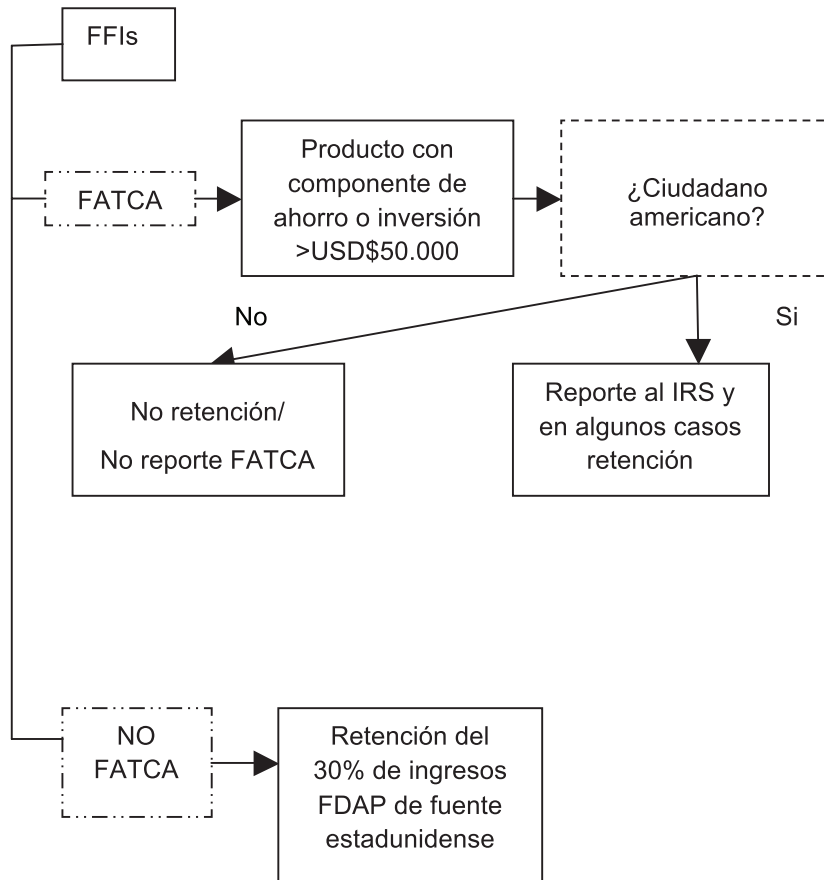 FFIs
FATCA
Producto con
componente de
ahorro o inversión
>USD$50.000
¿Ciudadano
americano?
No
Si
No retención/
No reporte FATCA
Reporte al IRS y
en algunos casos
retención
NO
FATCA
Retención del
30% de ingresos
FDAP de fuente
estadunidense